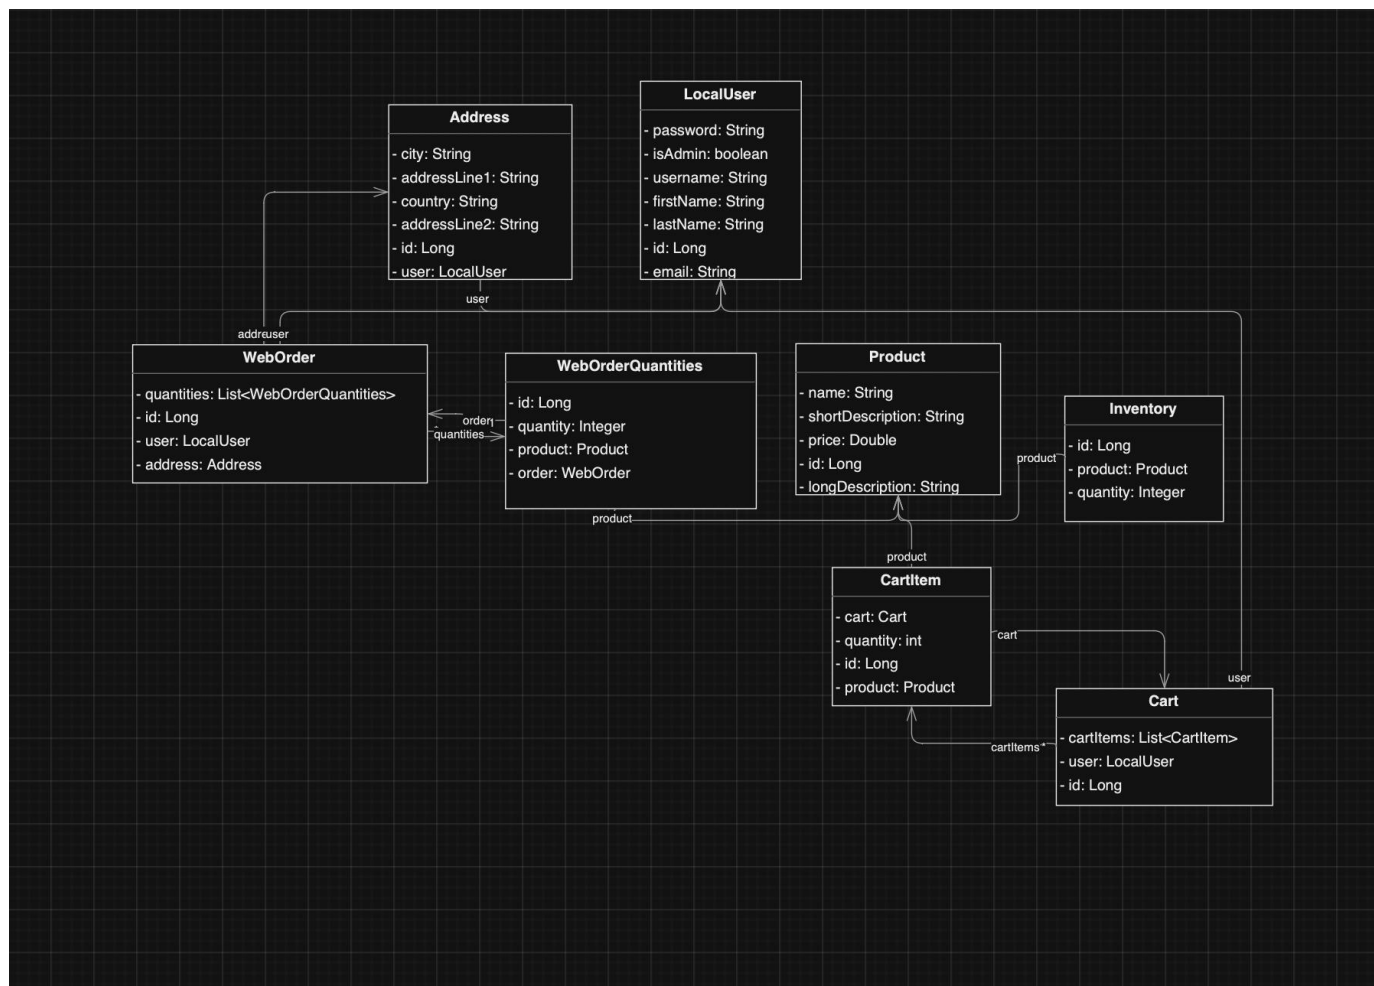 LocalUser
- password: String
- isAdmin: boolean
- username: String
- firstName: String
- lastName: String
- id: Long
- email: String
Address
- city: String
- addressLine1: String
- country: String
- addressLine2: String
- id: Long
- user: LocalUser
user
user
WebOrder
- quantities: List<WebOrderQuantities>
- id: Long
- user: LocalUser
- address: Address
order
quantities
*
WebOrderQuantities
- id: Long
- quantity: Integer
- product: Product
- order: WebOrder
product
Product
- name: String
- shortDescription: String
- price: Double
- id: Long
- longDescription: String
product
Inventory
- id: Long
- product: Product
- quantity: Integer
product
CartItem
- cart: Cart
- quantity: int
- id: Long
- product: Product
cart
user
Cart
- cartItems: List<CartItem>
- user: LocalUser
- id: Long
cartItems *